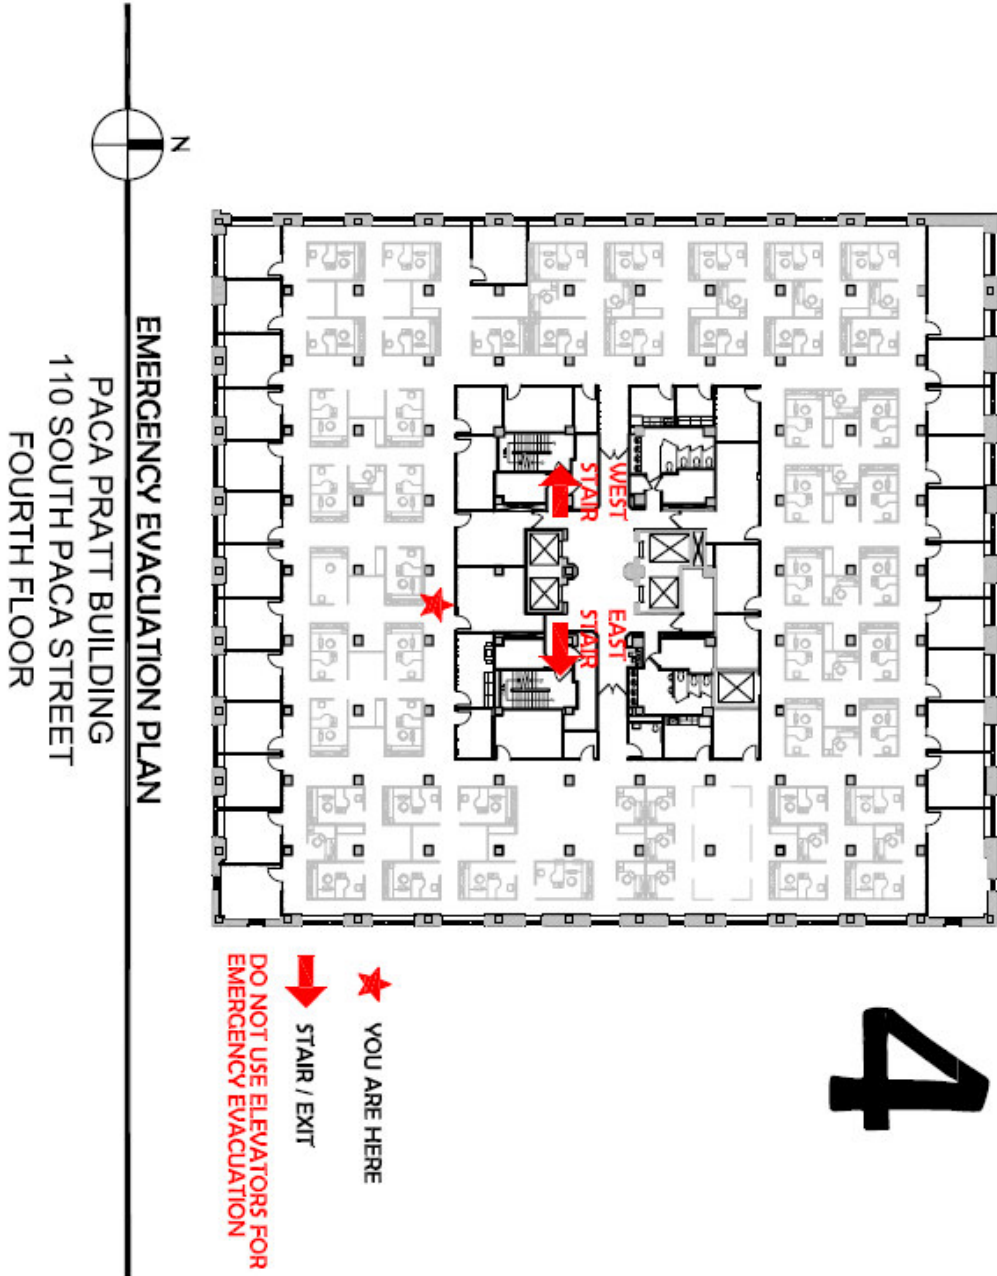 N
EMERGENCY EVACUATION PLAN
PACA PRATT BUILDING
110 SOUTH PACA STREET
FOURTH FLOOR
WEST
STAIR
EAST
STAIR
4
YOU ARE HERE
STAIR / EXIT
DO NOT USE ELEVATORS FOR
EMERGENCY EVACUATION